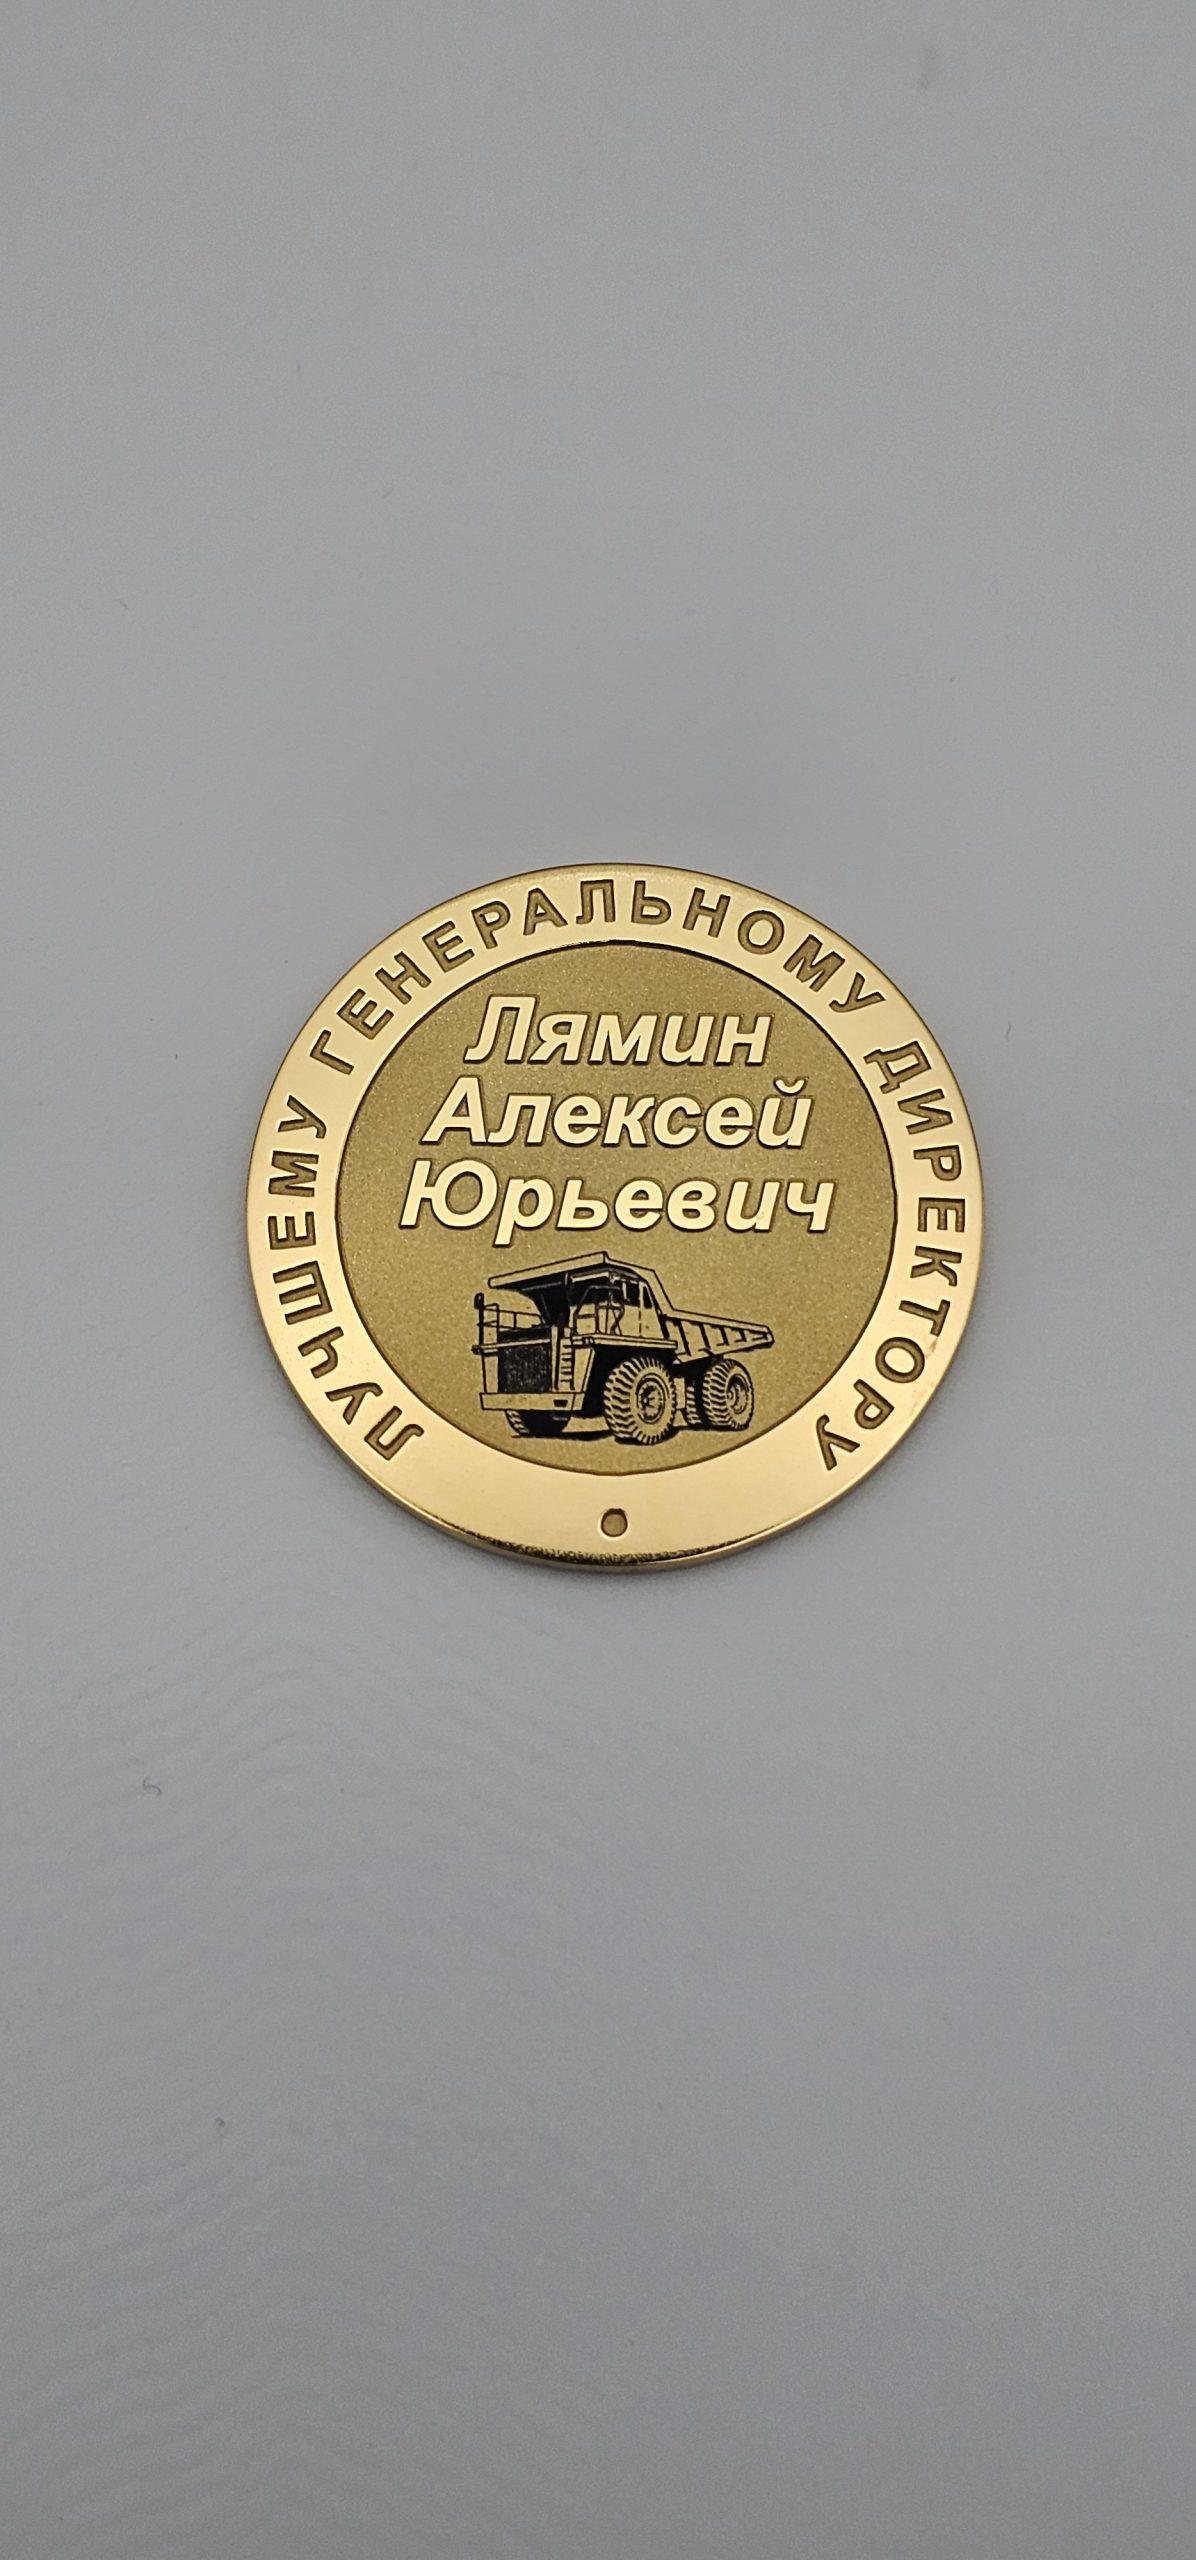 ЛУЧШЕМУ ГЕНЕРАЛЬНОМУ ДИРЕКТОРУ
Лямин
Алексей
Юрьевич